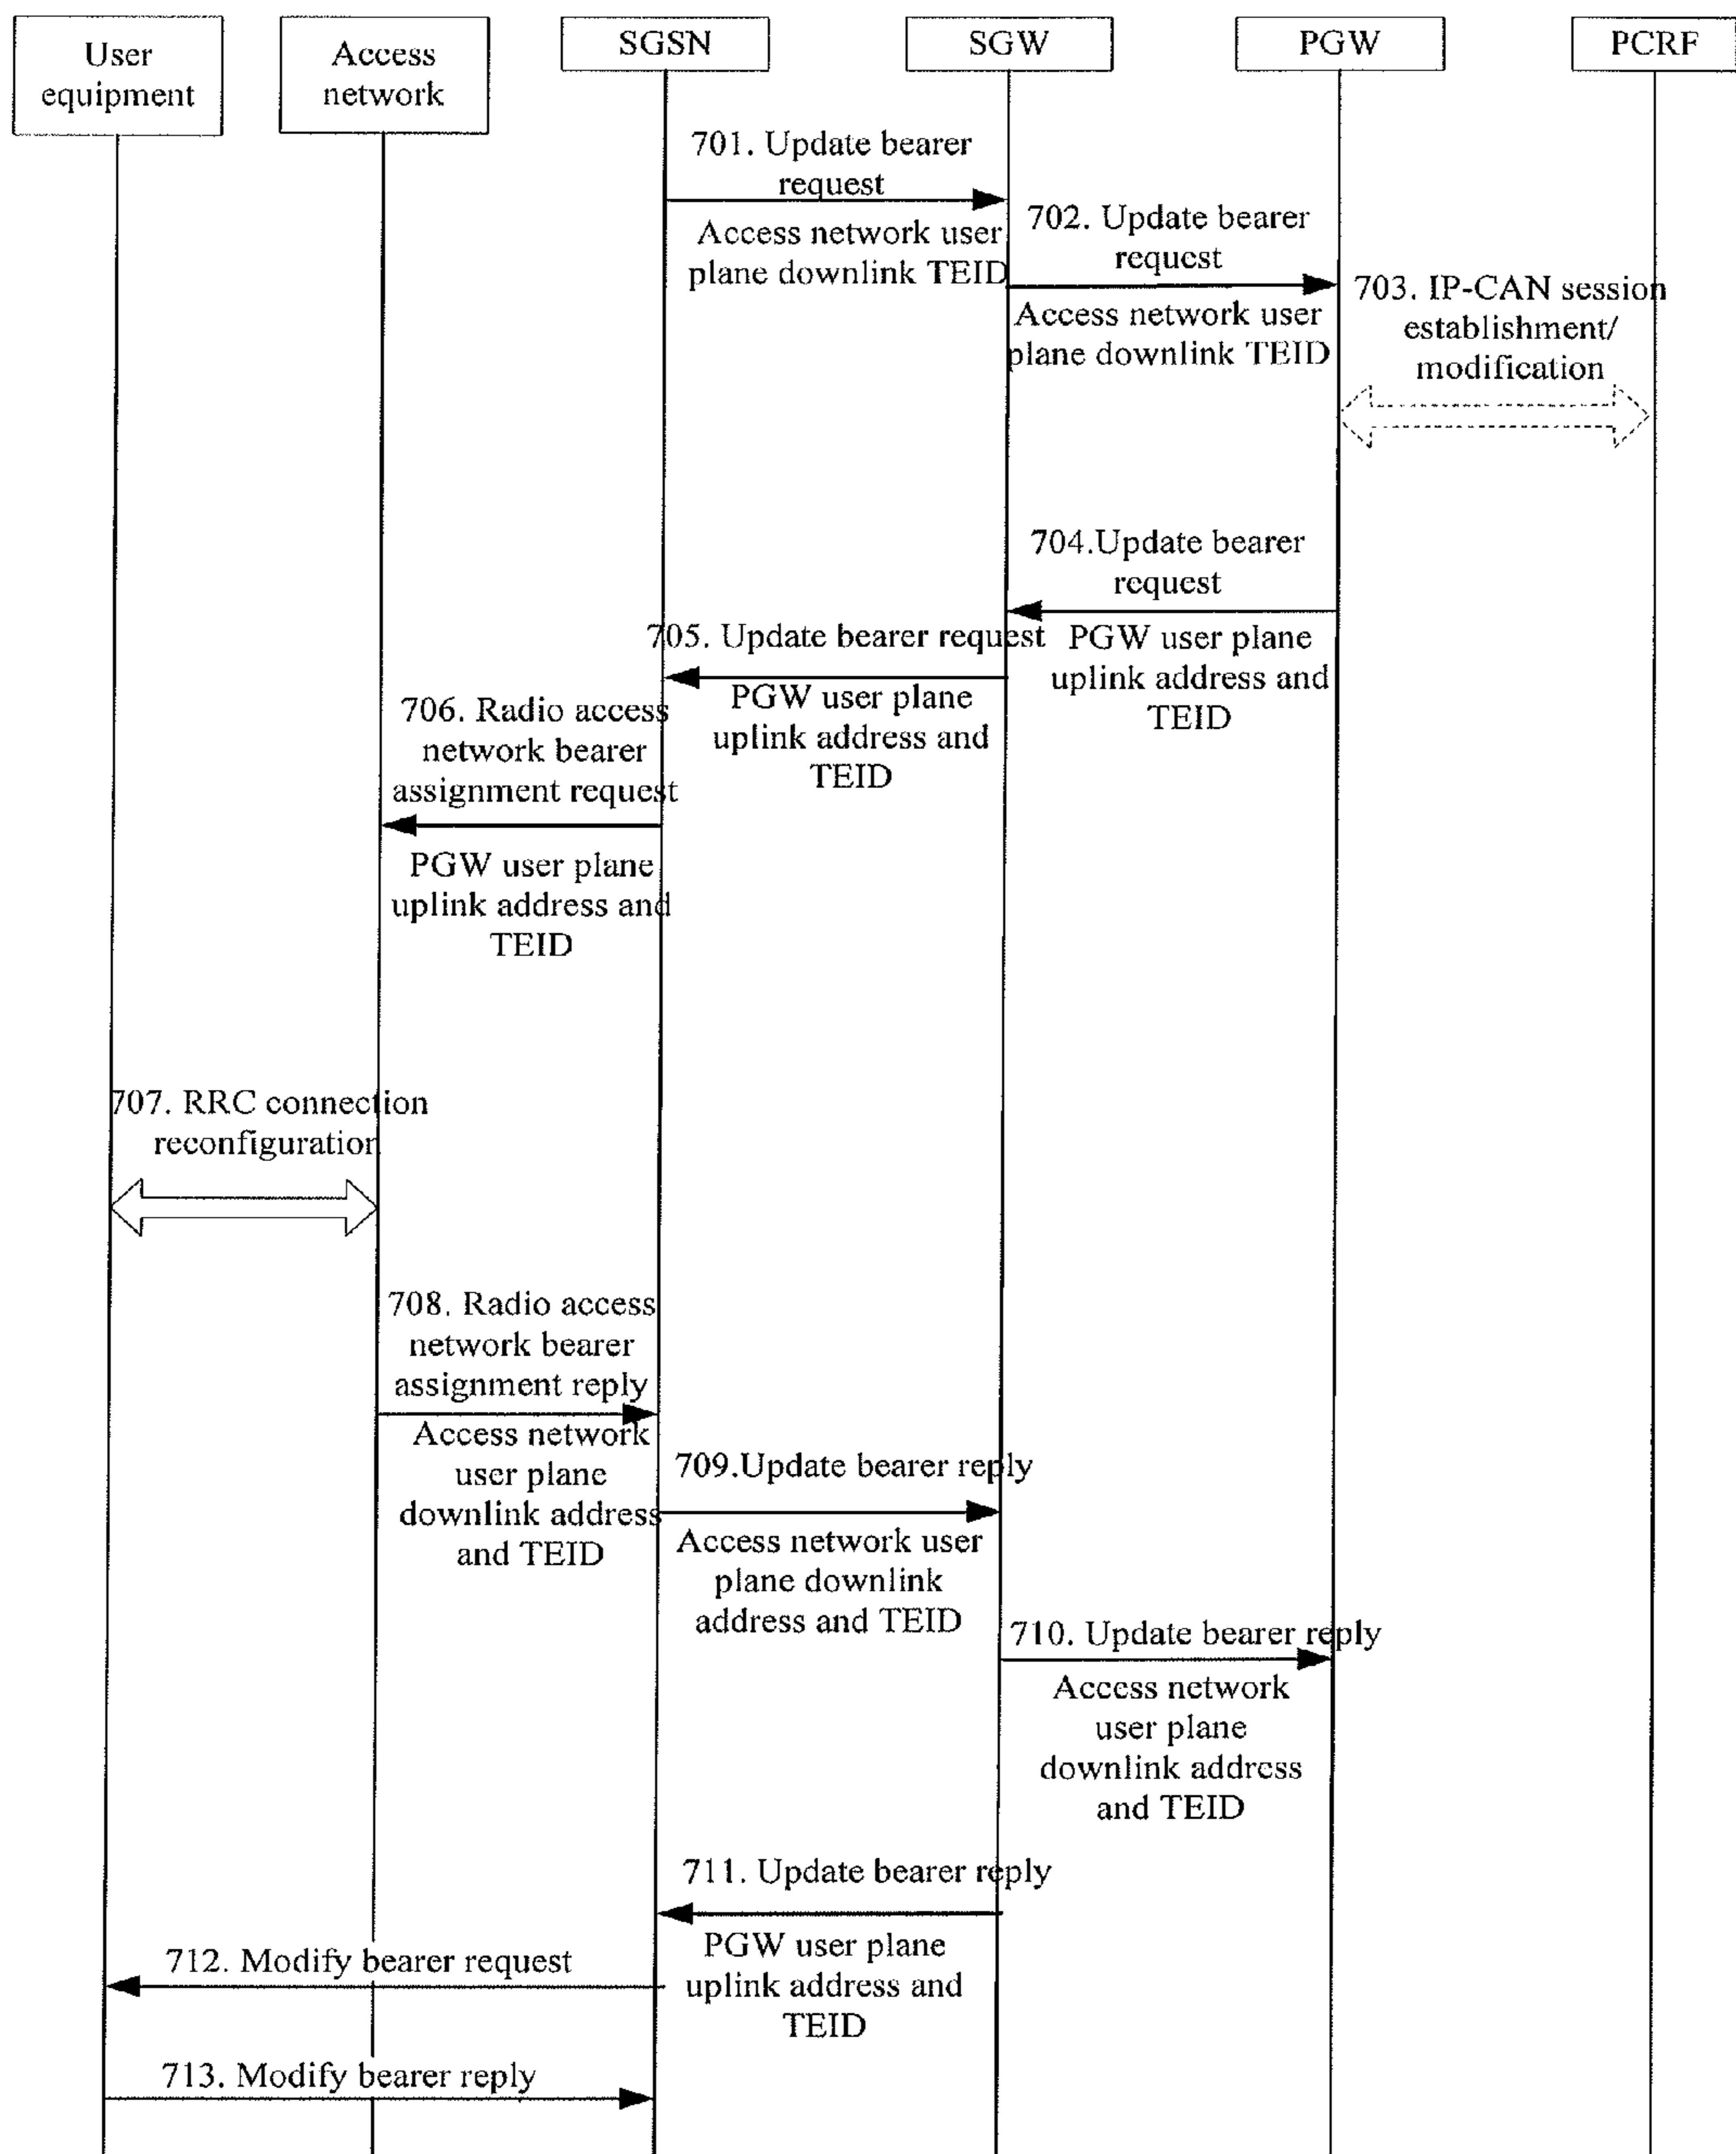 User
equipment
Access
network
SGSN
SGW
PGW
PCRF
701. Update bearer
request
Access network user
plane downlink TEID
702. Update bearer
request
Access network user
plane downlink TEID
703. IP-CAN session
establishment/
modification
704.Update bearer
request
PGW user plane
uplink address and
TEID
705. Update bearer request
PGW user plane
uplink address and
TEID
706. Radio access
network bearer
assignment request
PGW user plane
uplink address and
TEID
707. RRC connection
reconfiguration
708. Radio access
network bearer
assignment reply
Access network
user plane
downlink address
and TEID
709.Update bearer reply
Access network user
plane downlink
address and TEID
710. Update bearer reply
Access network
user plane
downlink address
and TEID
711. Update bearer reply
PGW user plane
uplink address and
TEID
712. Modify bearer request
713. Modify bearer reply